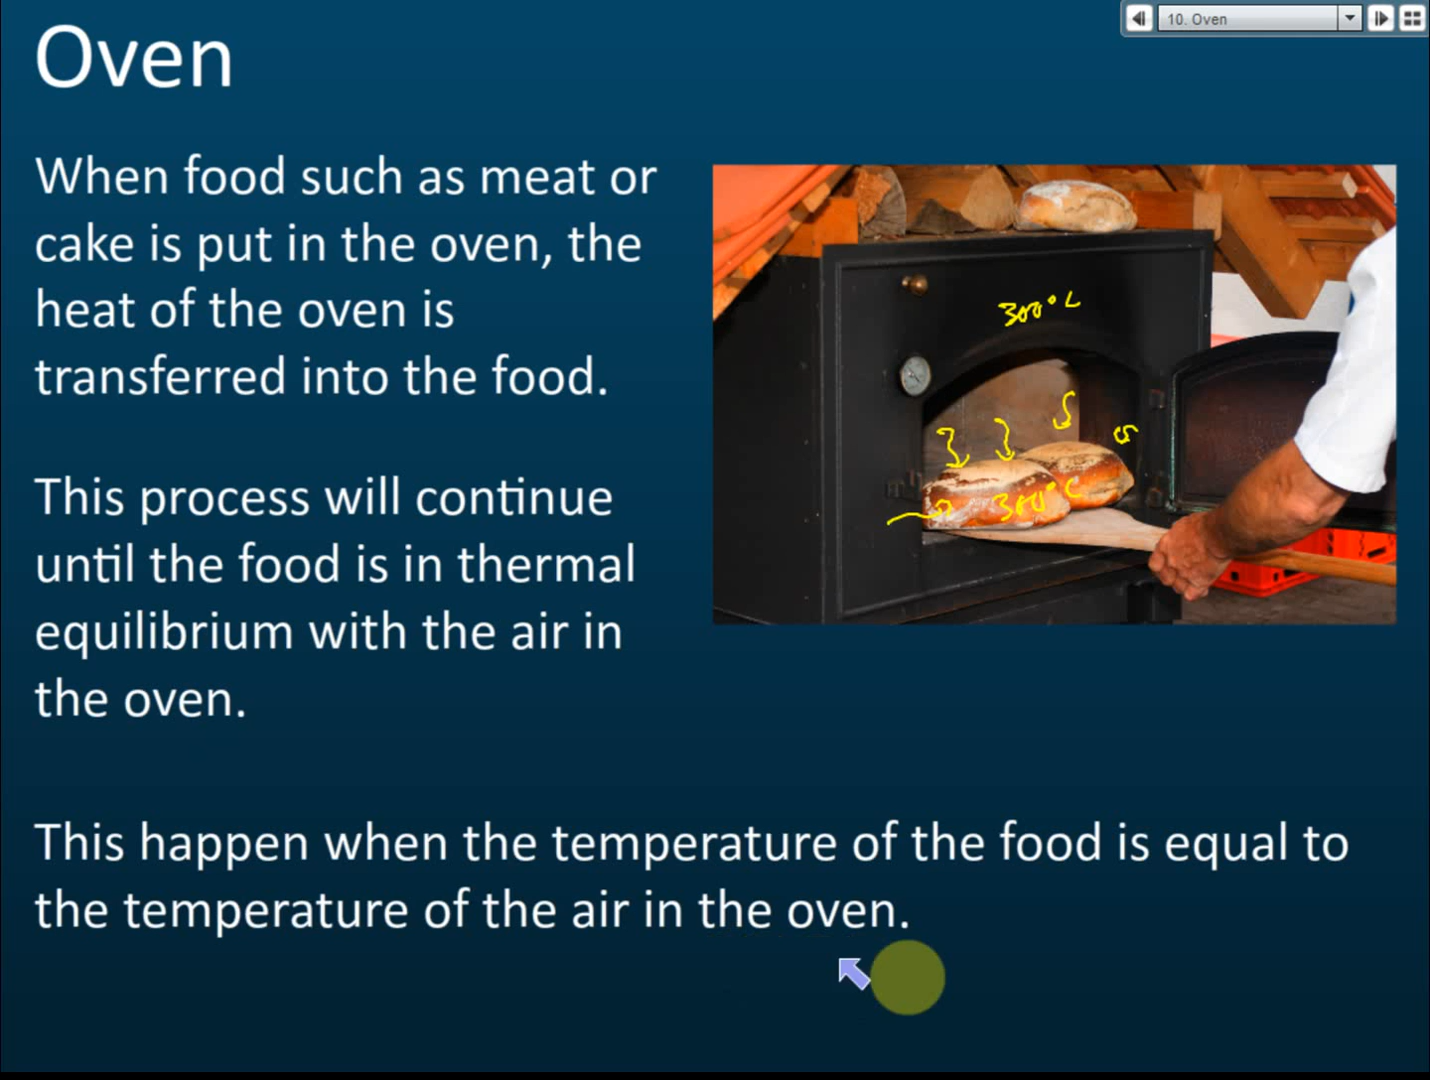 10. Oven
Oven
When food such as meat or
cake is put in the oven, the
heat of the oven is
transferred into the food.
300° C
300° C
This process will continue
until the food is in thermal
equilibrium with the air in
the oven.
This happen when the temperature of the food is equal to
the temperature of the air in the oven.